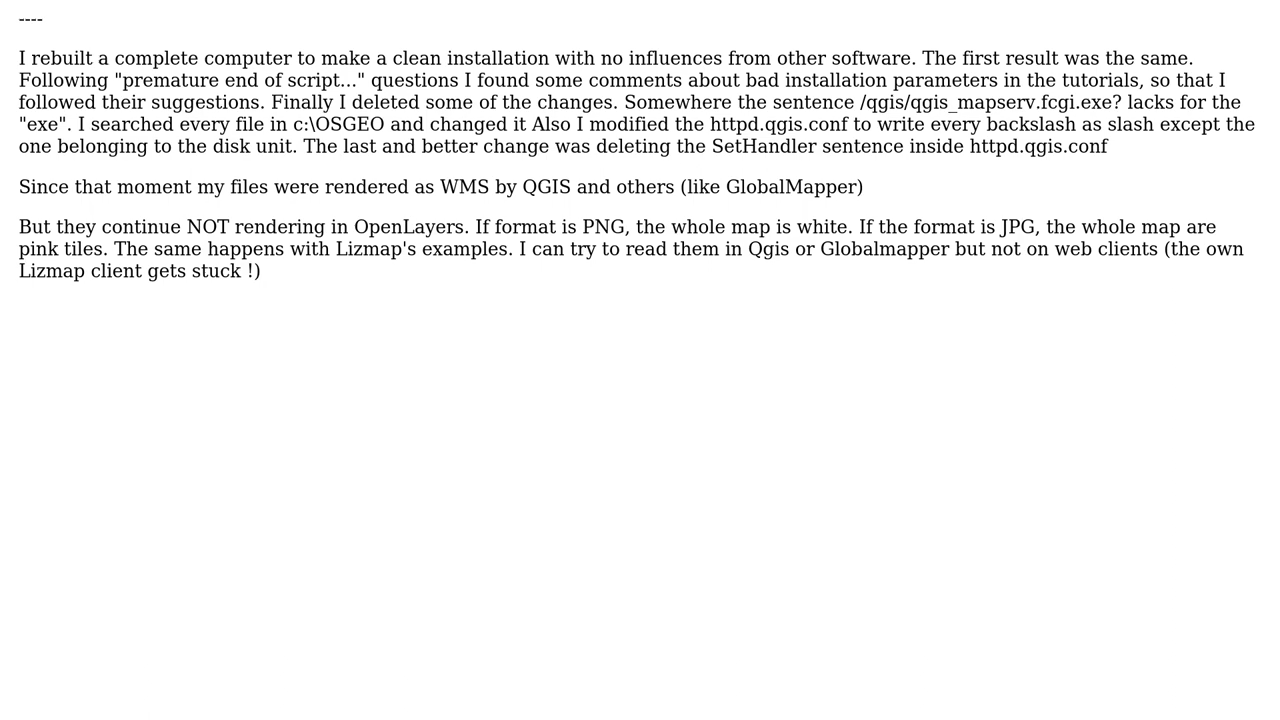 ----
I rebuilt a complete computer to make a clean installation with no influences from other software. The first result was the same.
Following "premature end of script..." questions I found some comments about bad installation parameters in the tutorials, so that I
followed their suggestions. Finally I deleted some of the changes. Somewhere the sentence /qgis/qgis_mapserv.fcgi.exe? lacks for the
"exe". I searched every file in c:\OSGEO and changed it Also I modified the httpd.qgis.conf to write every backslash as slash except the
one belonging to the disk unit. The last and better change was deleting the SetHandler sentence inside httpd.qgis.conf
Since that moment my files were rendered as WMS by QGIS and others (like GlobalMapper)
But they continue NOT rendering in OpenLayers. If format is PNG, the whole map is white. If the format is JPG, the whole map are
pink tiles. The same happens with Lizmap's examples. I can try to read them in Qgis or Globalmapper but not on web clients (the own
Lizmap client gets stuck !)